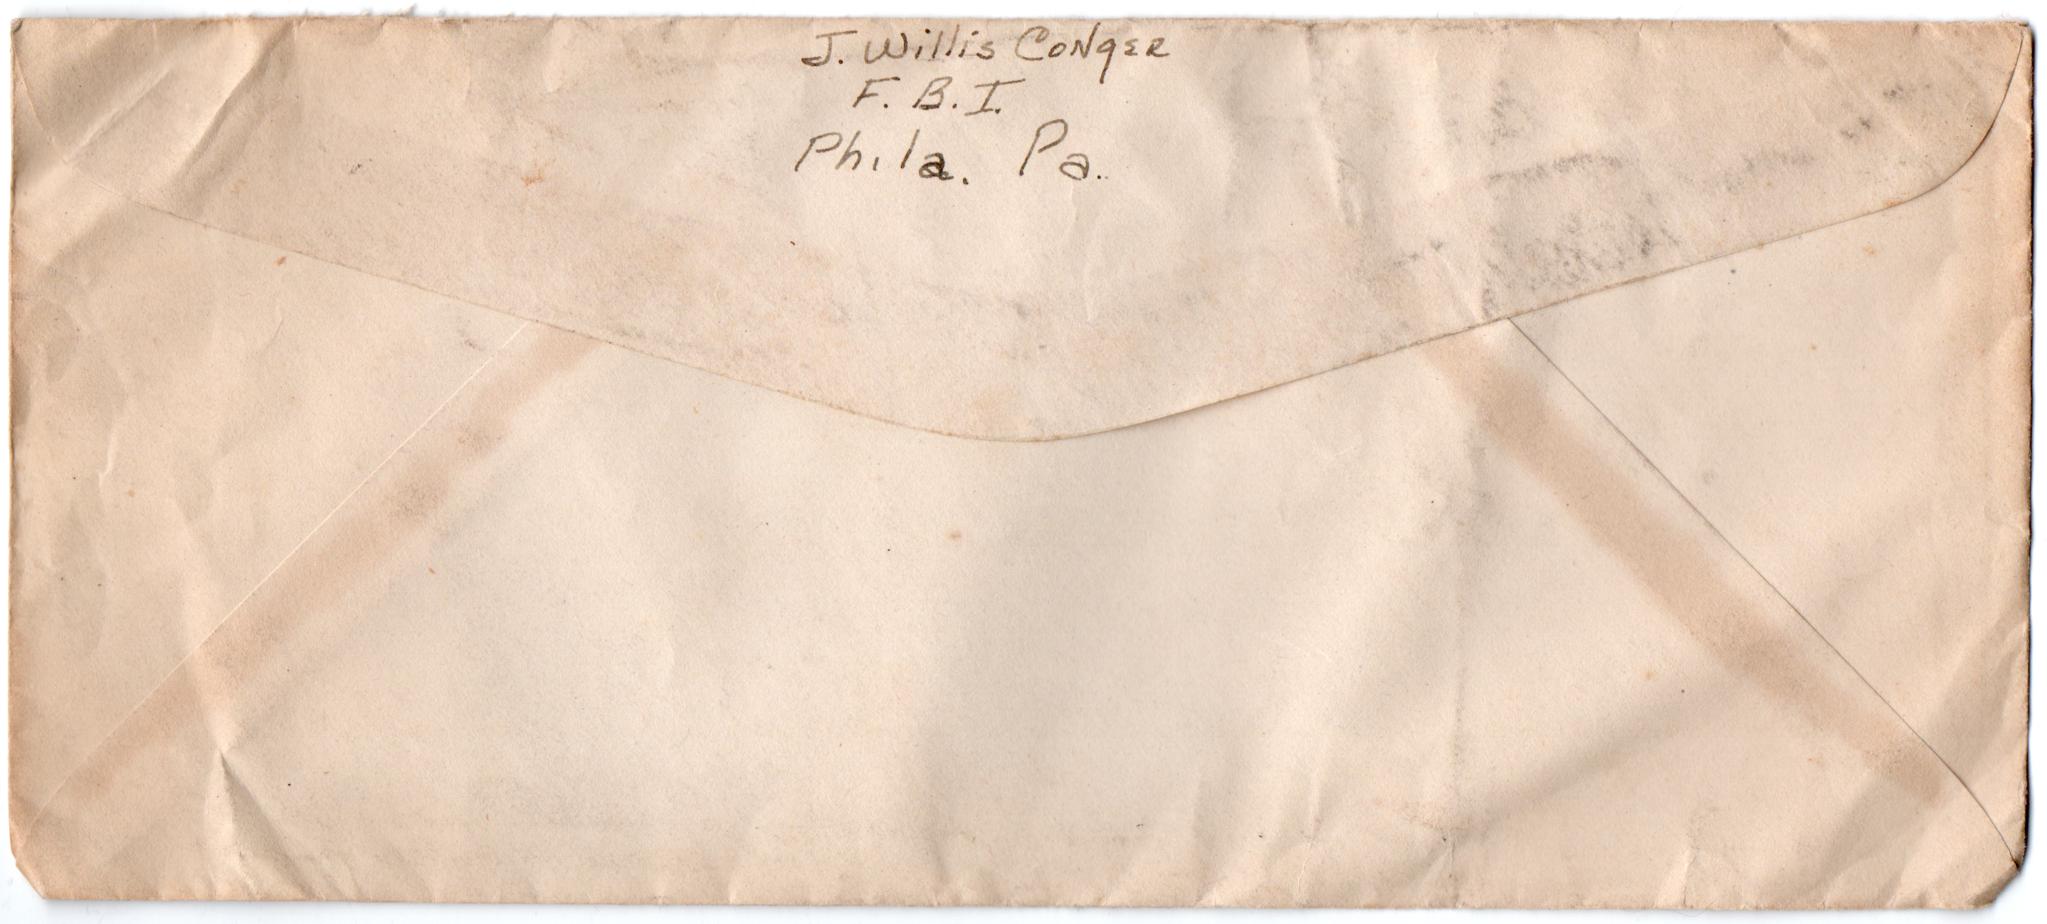 J. Willis Conger
F. B. I.
Phila. Pa.